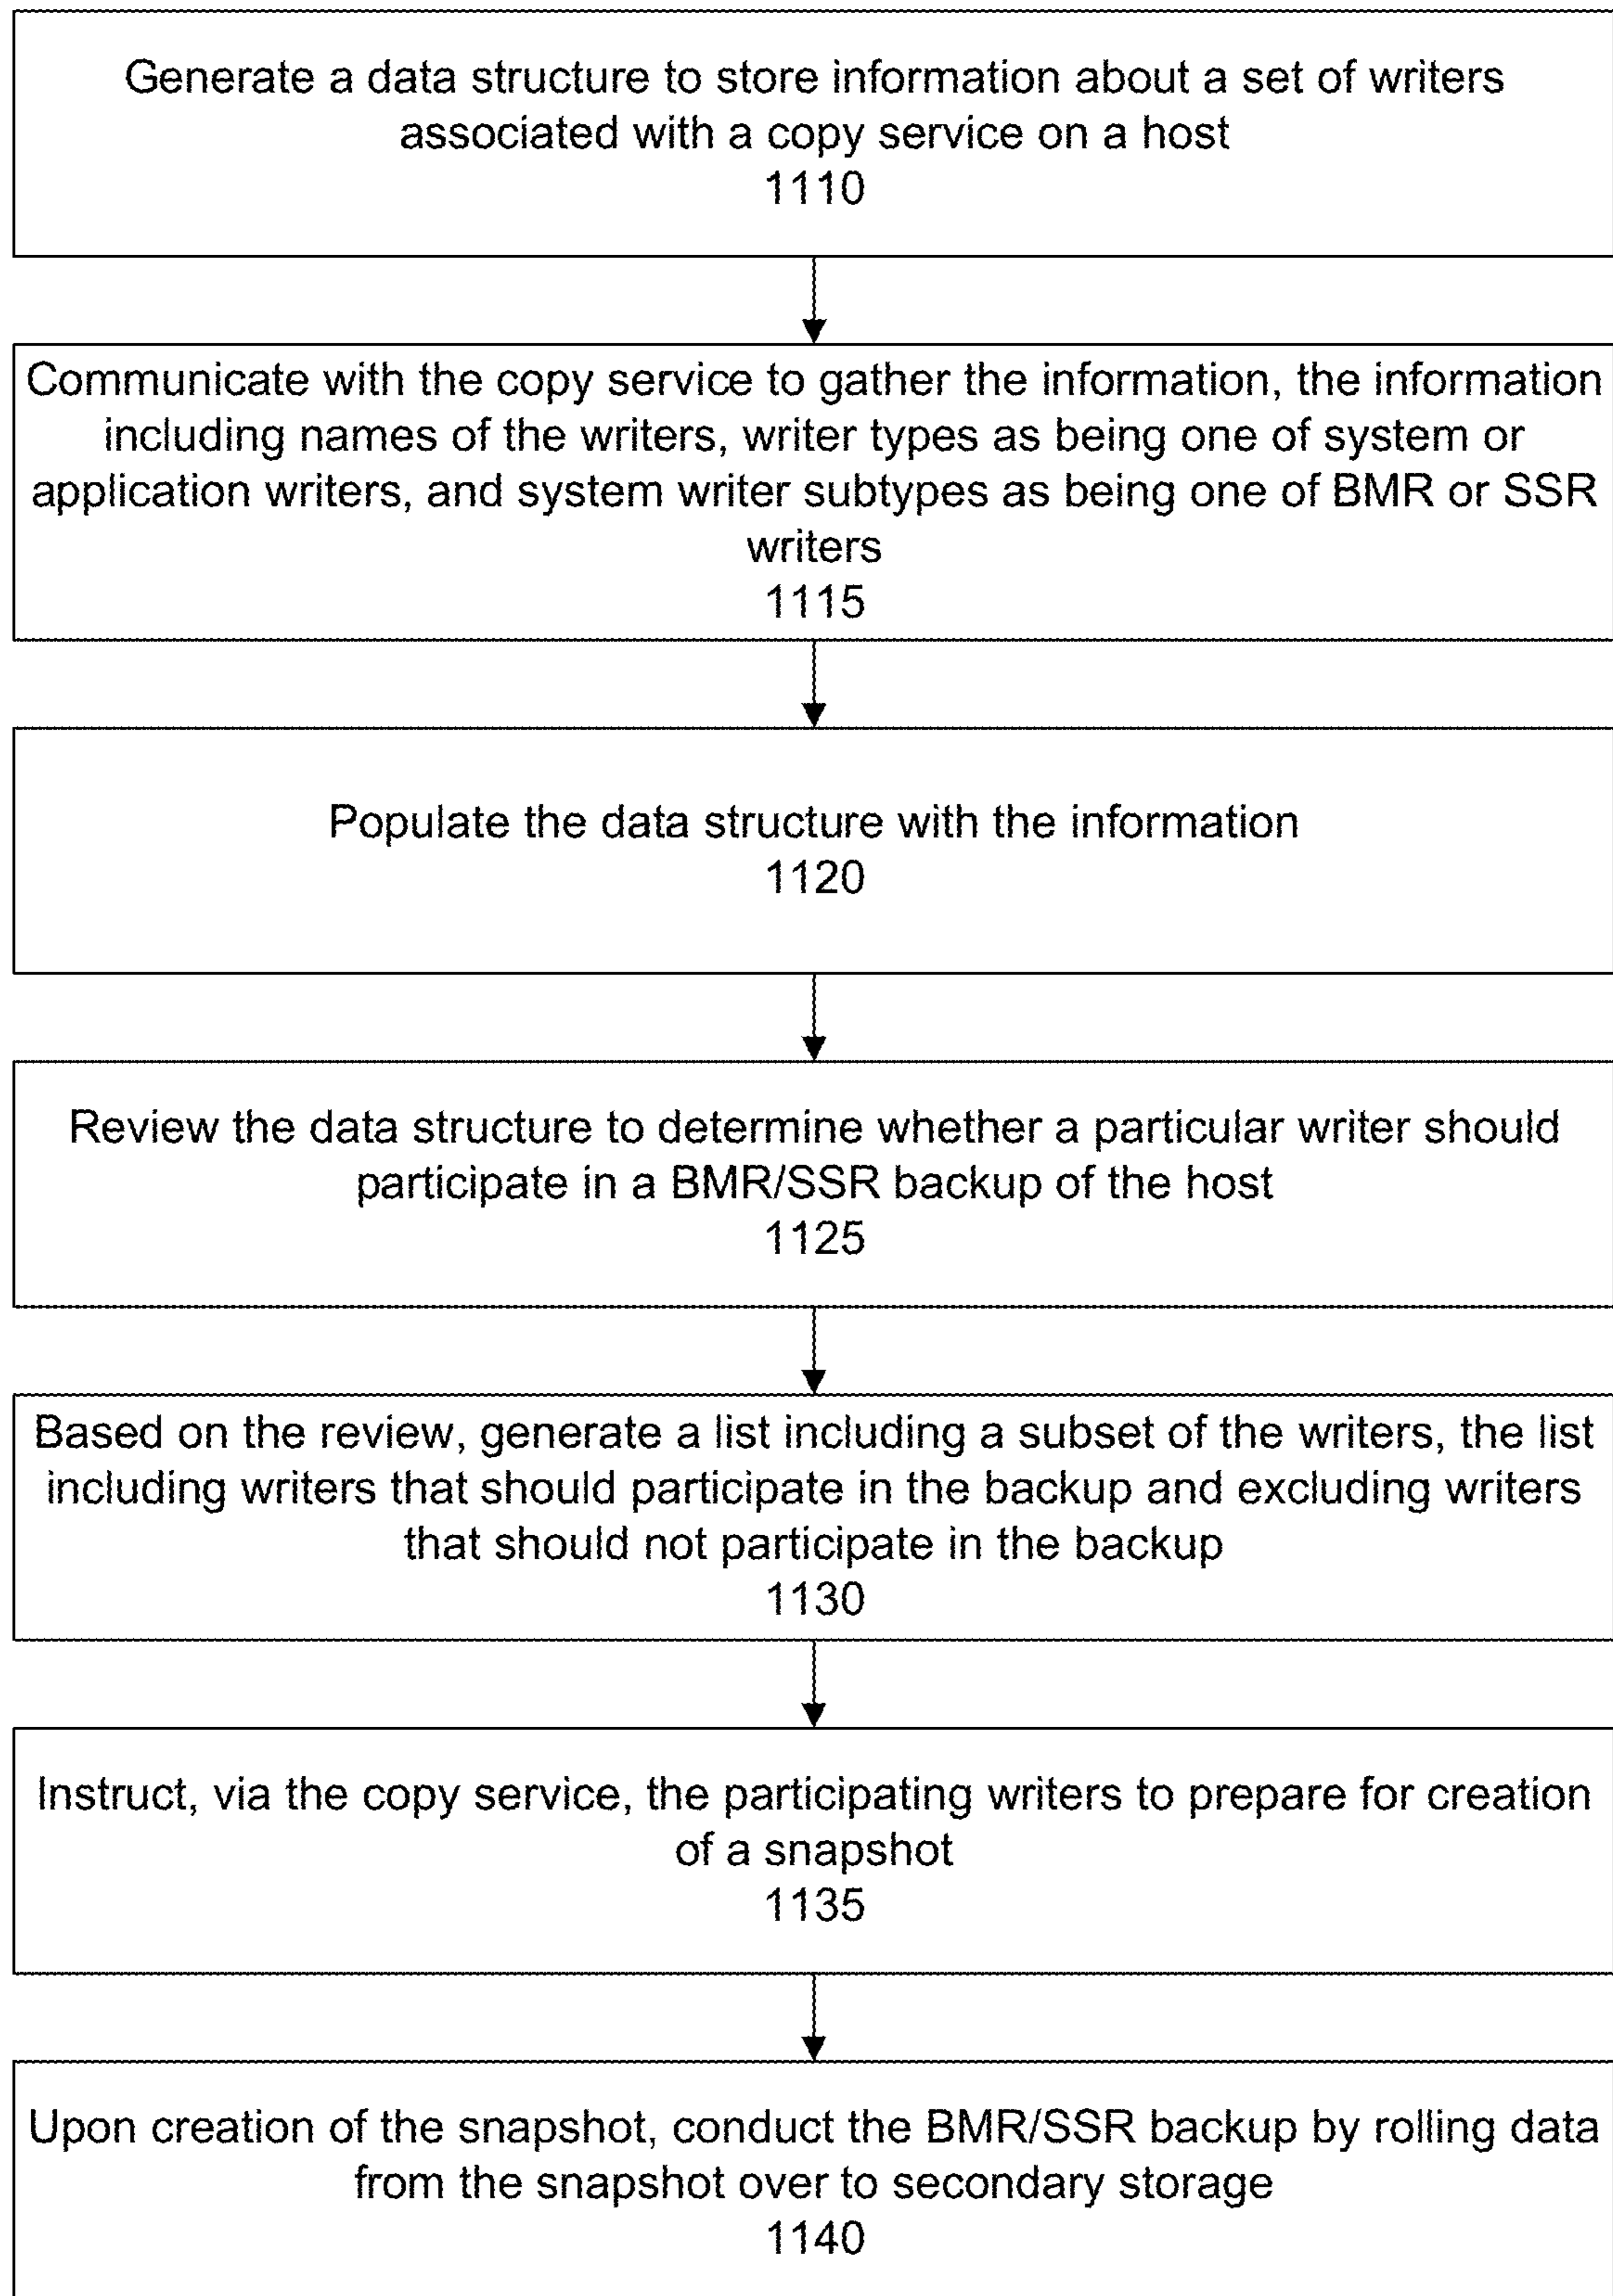 Generate a data structure to store information about a set of writers
associated with a copy service on a host
1110
Communicate with the copy service to gather the information, the information
including names of the writers, writer types as being one of system or
application writers, and system writer subtypes as being one of BMR or SSR
writers
1115
Populate the data structure with the information
1120
Review the data structure to determine whether a particular writer should
participate in a BMR/SSR backup of the host
1125
Based on the review, generate a list including a subset of the writers, the list
including writers that should participate in the backup and excluding writers
that should not participate in the backup
1130
Instruct, via the copy service, the participating writers to prepare for creation
of a snapshot
1135
Upon creation of the snapshot, conduct the BMR/SSR backup by rolling data
from the snapshot over to secondary storage
1140